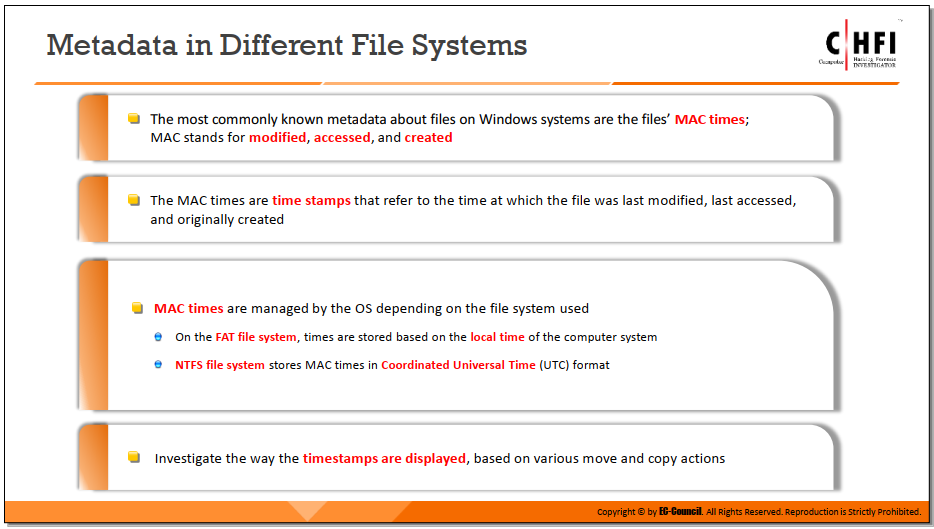 Metadata in Different File Systems
CHFI
Computer Hacking Forensic
INVESTIGATOR
The most commonly known metadata about files on Windows systems are the files’ MAC times;
MAC stands for modified, accessed, and created
The MAC times are time stamps that refer to the time at which the file was last modified, last accessed,
and originally created
MAC times are managed by the OS depending on the file system used
On the FAT file system, times are stored based on the local time of the computer system
NTFS file system stores MAC times in Coordinated Universal Time (UTC) format
Investigate the way the timestamps are displayed, based on various move and copy actions
Copyright © by EC-Council. All Rights Reserved. Reproduction is Strictly Prohibited.